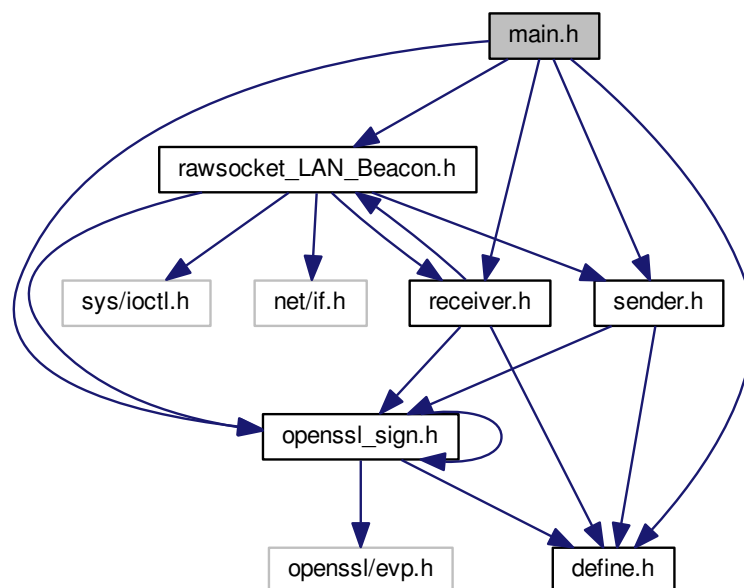 main.h
rawsocket_LAN_Beacon.h
sys/ioctl.h
net/if.h
receiver.h
sender.h
openssl_sign.h
openssl/evp.h
define.h